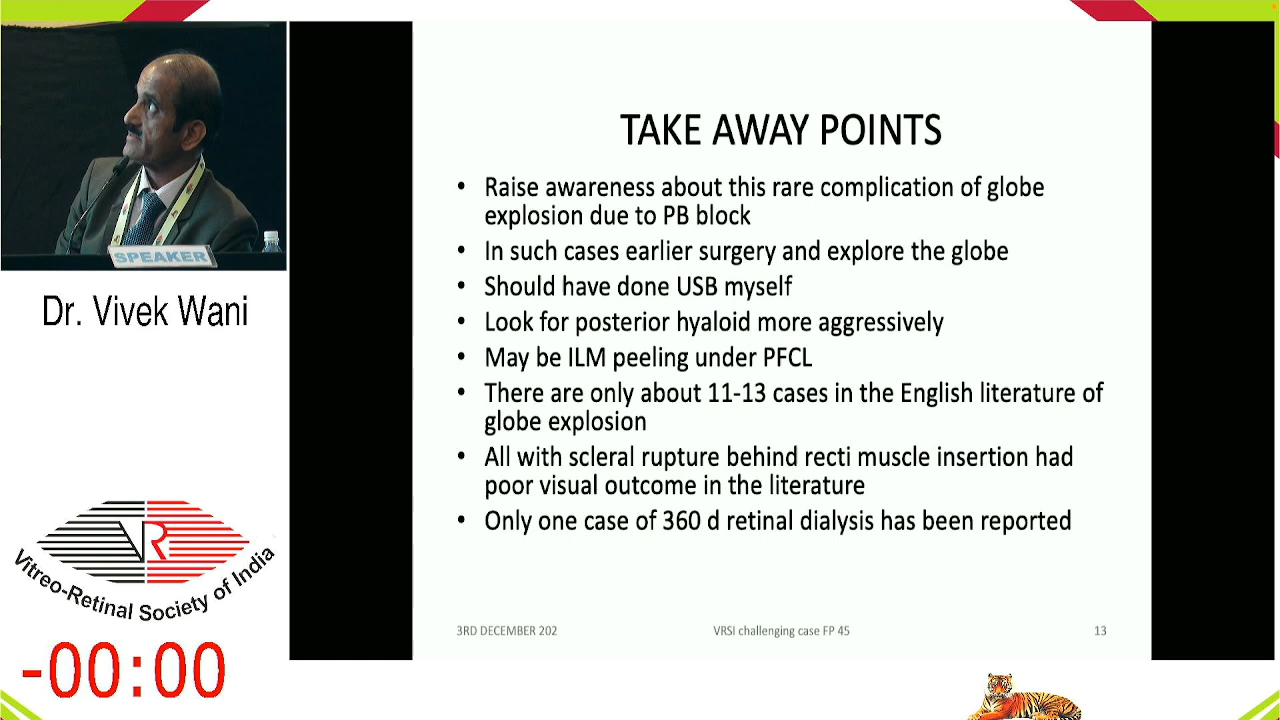 SPEAKER
Dr. Vivek Wani
VR
Vitreo-Retinal Society of India
-00:00
TAKE AWAY POINTS
• Raise awareness about this rare complication of globe
explosion due to PB block
• In such cases earlier surgery and explore the globe
• Should have done USB myself
• Look for posterior hyaloid more aggressively
• May be ILM peeling under PFCL
• There are only about 11-13 cases in the English literature of
globe explosion
• All with scleral rupture behind recti muscle insertion had
poor visual outcome in the literature
• Only one case of 360 d retinal dialysis has been reported
3RD DECEMBER 202
VRSI challenging case FP 45
13